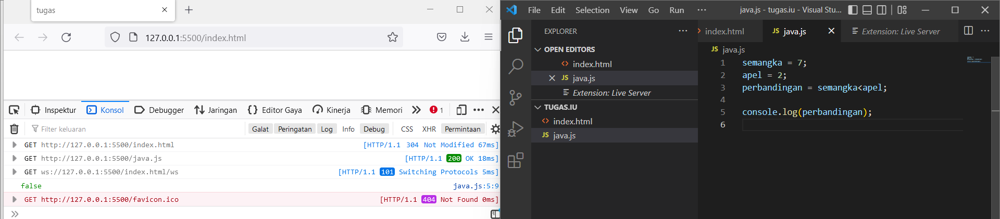 tugas
127.0.0.1:5500/index.html
Inspektur Konsol Debugger Jaringan Editor Gaya Kinerja Memori 1
Filter keluaran Galat Peringatan Log Info Debug CSS XHR Permintaan
GET http://127.0.0.1:5500/index.html [HTTP/1.1 304 Not Modified 67ms]
GET http://127.0.0.1:5500/java.js [HTTP/1.1 200 OK 18ms]
GET ws://127.0.0.1:5500/index.html/ws [HTTP/1.1 101 Switching Protocols 5ms]
false java.js:5:9
GET http://127.0.0.1:5500/favicon.ico [HTTP/1.1 404 Not Found 0ms]
File Edit Selection View Go Run ··· java.js - tugas.iu - Visual Stu...
EXPLORER ···
OPEN EDITORS
index.html
JS java.js
Extension: Live Server
TUGAS.IU
index.html
JS java.js
index.html JS java.js Extension: Live Server ···
JS java.js
1 semangka = 7;
2 apel = 2;
3 perbandingan = semangka<apel;
4
5 console.log(perbandingan);
6